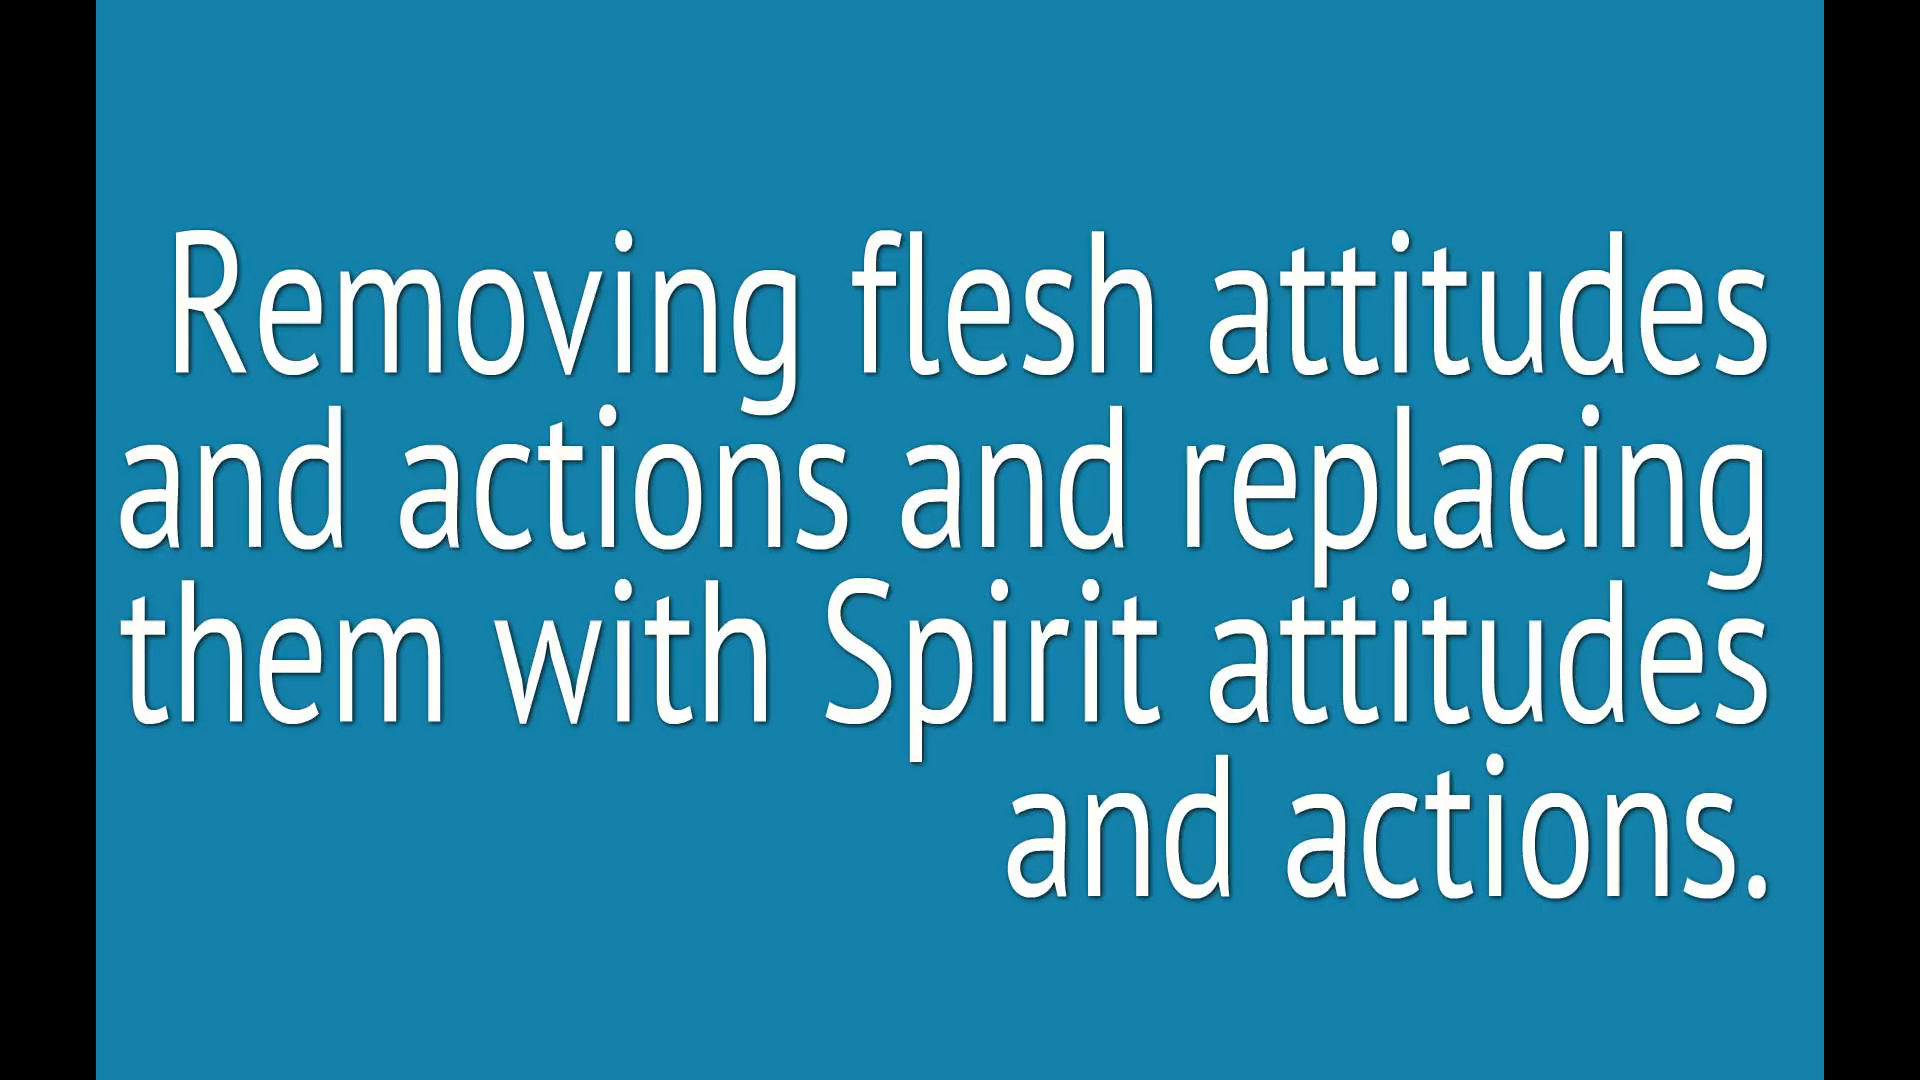 Removing flesh attitudes
and actions and replacing
them with Spirit attitudes
and actions.